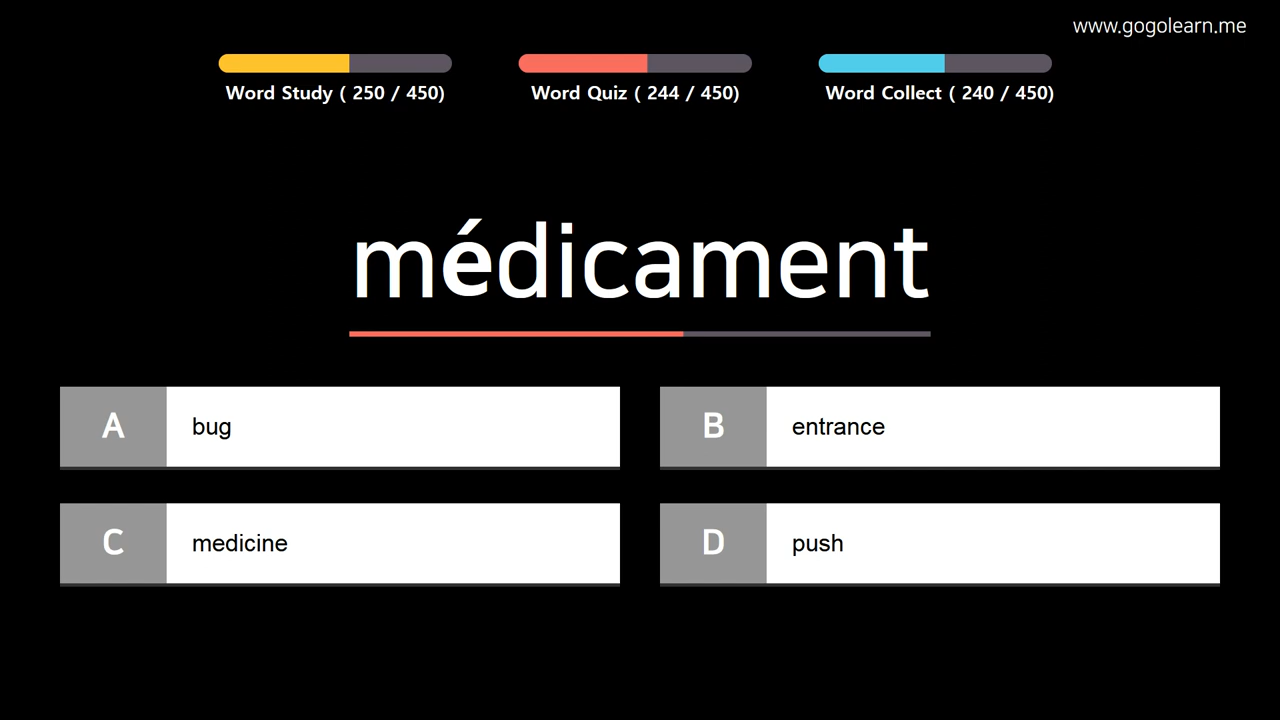 www.gogolearn.me
Word Study ( 250 / 450)
Word Quiz ( 244 / 450)
Word Collect ( 240 / 450)
médicament
A bug
B entrance
C medicine
D push